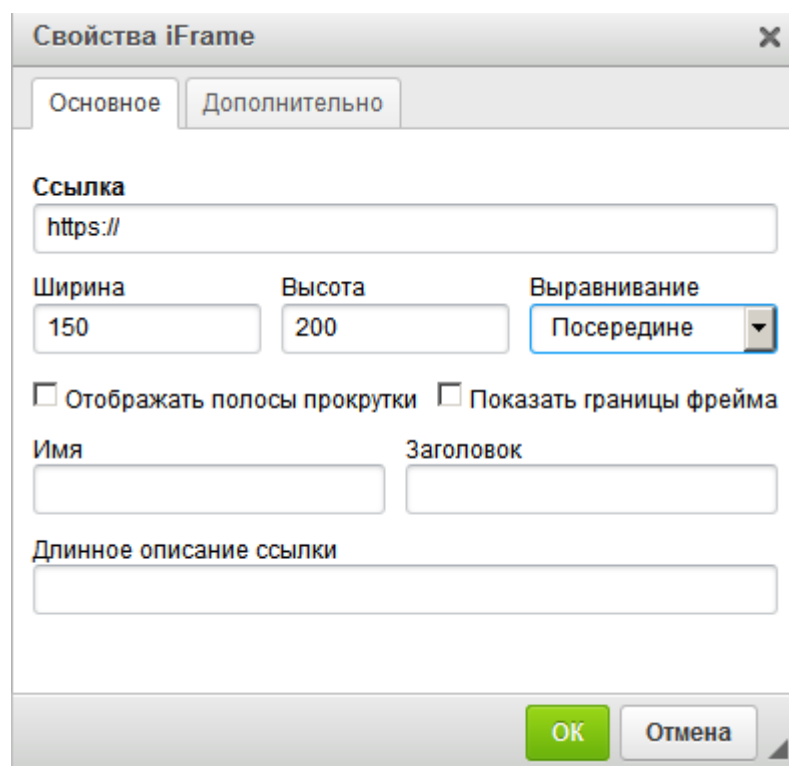 Свойства iFrame
Основное Дополнительно
Ссылка
https://
Ширина Высота Выравнивание
150 200 Посередине
Отображать полосы прокрутки Показать границы фрейма
Имя Заголовок
Длинное описание ссылки
ОК Отмена